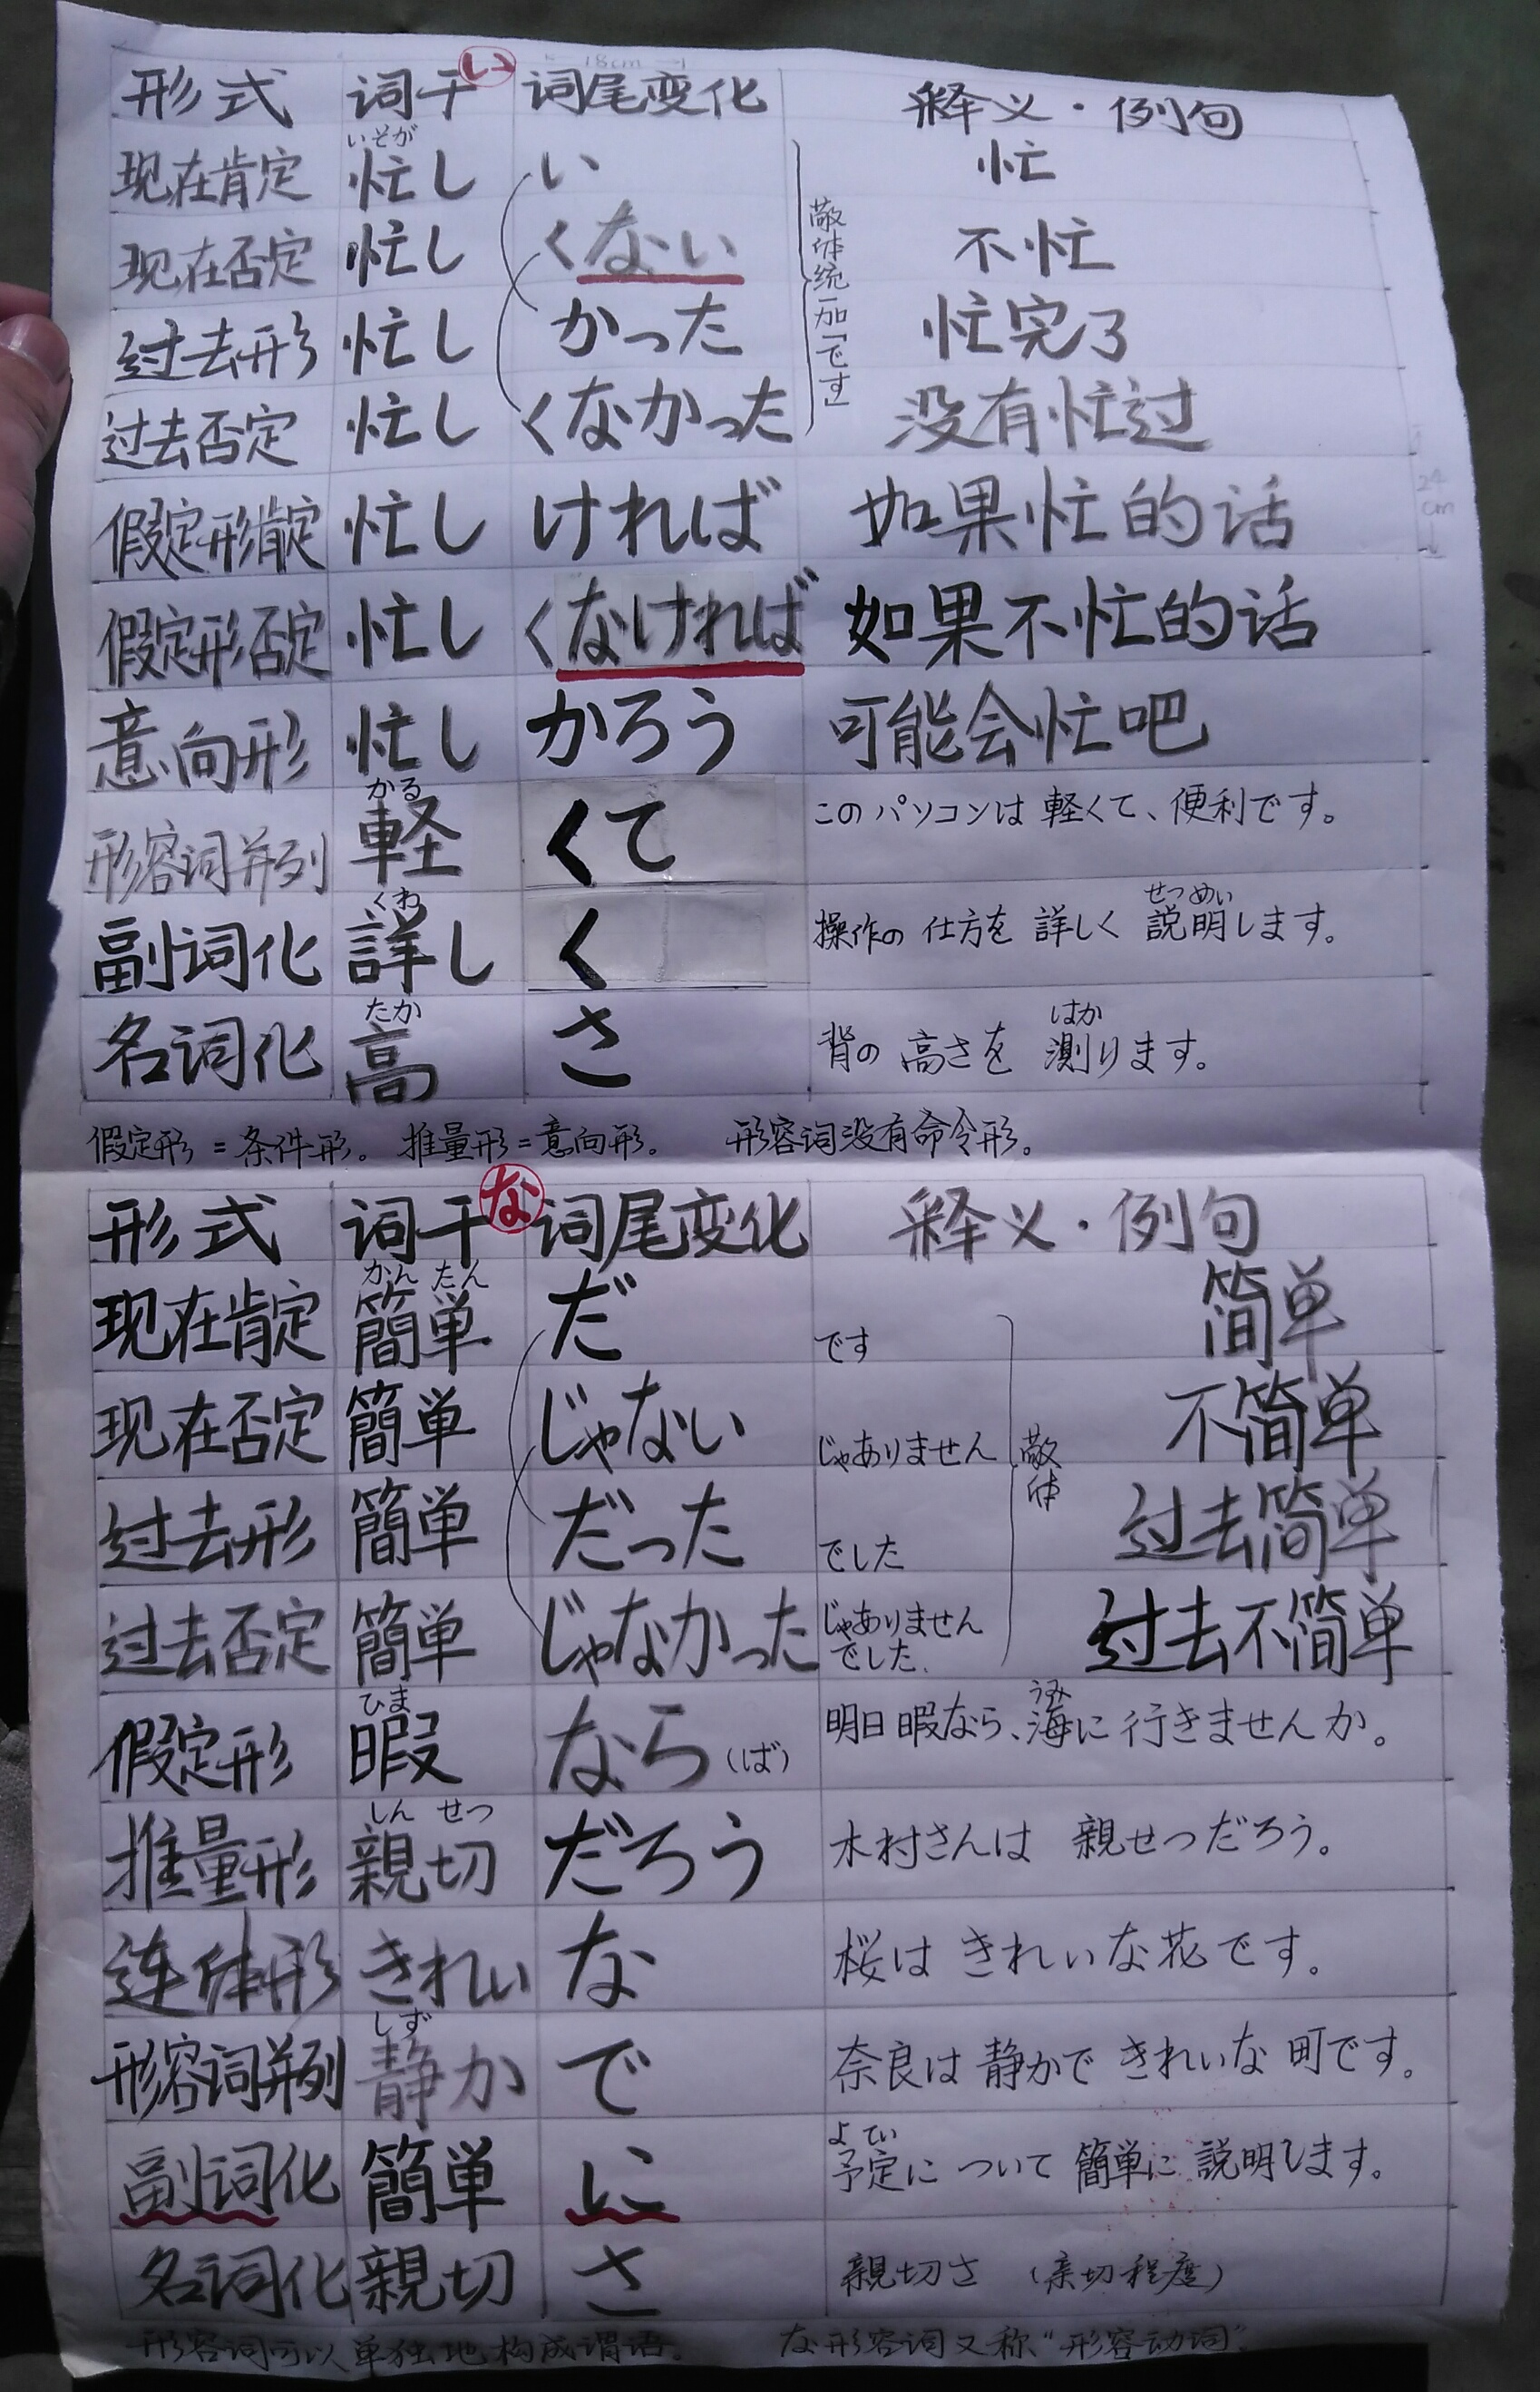 18cm
形式 词干 い 词尾变化 释义·例句
いそが
现在肯定 忙し い 忙
现在否定 忙し くない 不忙
过去形 忙し かった 忙完了
过去否定 忙し くなかった 没有忙过
敬体统一加「です」
假定形肯定 忙し ければ 如果忙的话
24cm
假定形否定 忙し くなければ 如果不忙的话
意向形 忙し かろう 可能会忙吧
かる
形容词并列 軽 くて このパソコンは軽くて、便利です。
くわ せつめい
副词化 詳し く 操作の仕方を詳しく説明します。
たか はか
名词化 高 さ 背の高さを測ります。
假定形=条件形。 推量形=意向形。 形容词没有命令形。
形式 词干 な 词尾变化 释义·例句
かんたん
现在肯定 簡単 だ です 简单
现在否定 簡単 じゃない じゃありません 不简单
敬体
过去形 簡単 だった でした 过去简单
过去否定 簡単 じゃなかった じゃありませんでした. 过去不简单
ひま うみ
假定形 暇 なら(ば) 明日暇なら、海に行きませんか。
しんせつ
推量形 親切 だろう 木村さんは親せつだろう。
连体形 きれい な 桜はきれいな花です。
しず
形容词并列 静か で 奈良は静かできれいな町です。
よてい
副词化 簡単 に 予定について簡単に説明します。
名词化 親切 さ 親切さ (亲切程度)
形容词可以单独地构成谓语。 な形容词又称“形容动词”.